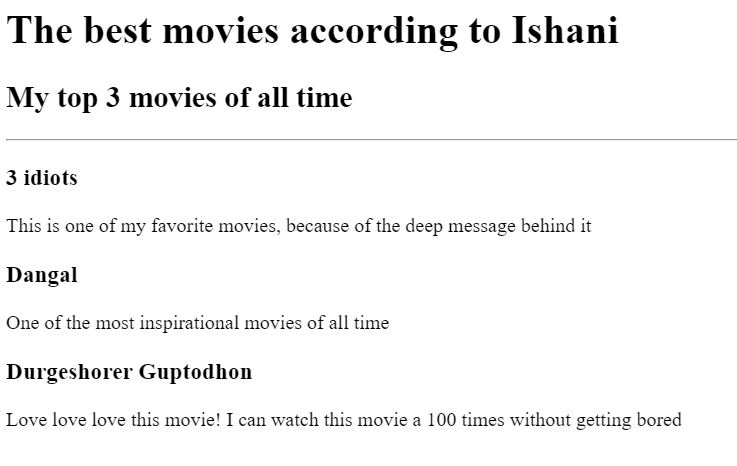 The best movies according to Ishani
My top 3 movies of all time
3 idiots
This is one of my favorite movies, because of the deep message behind it
Dangal
One of the most inspirational movies of all time
Durgeshorer Guptodhon
Love love love this movie! I can watch this movie a 100 times without getting bored